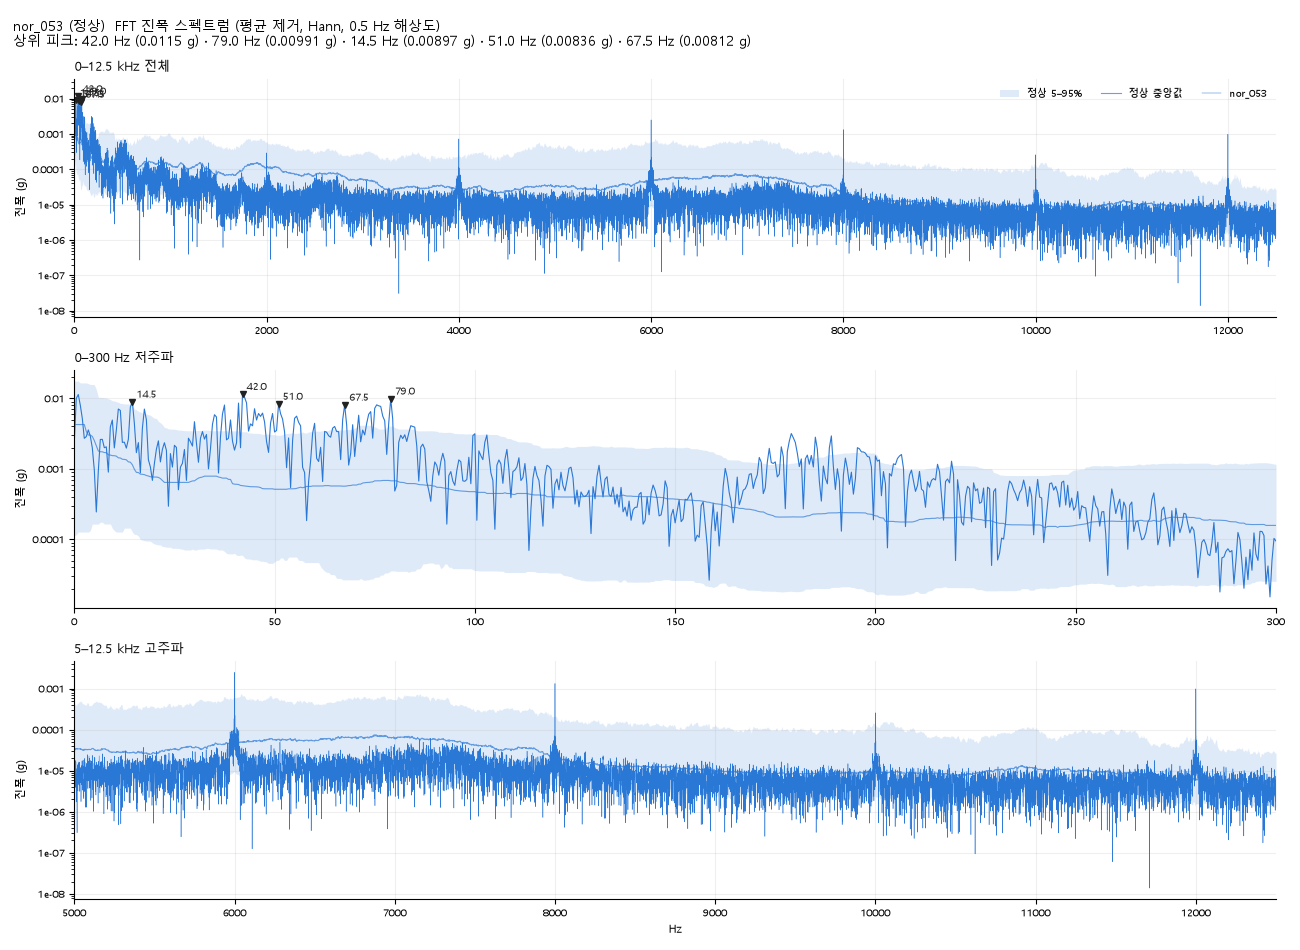 nor_053 (정상) FFT 진폭 스펙트럼 (평균 제거, Hann, 0.5 Hz 해상도)
상위 피크: 42.0 Hz (0.0115 g) · 79.0 Hz (0.00991 g) · 14.5 Hz (0.00897 g) · 51.0 Hz (0.00836 g) · 67.5 Hz (0.00812 g)
0–12.5 kHz 전체
정상 5–95% 정상 중앙값 nor_053
0.01
0.001
0.0001
1e-05
1e-06
1e-07
1e-08
진폭 (g)
0 2000 4000 6000 8000 10000 12000
0–300 Hz 저주파
14.5 42.0 51.0 67.5 79.0
0.01
0.001
0.0001
진폭 (g)
0 50 100 150 200 250 300
5–12.5 kHz 고주파
0.001
0.0001
1e-05
1e-06
1e-07
1e-08
진폭 (g)
5000 6000 7000 8000 9000 10000 11000 12000
Hz